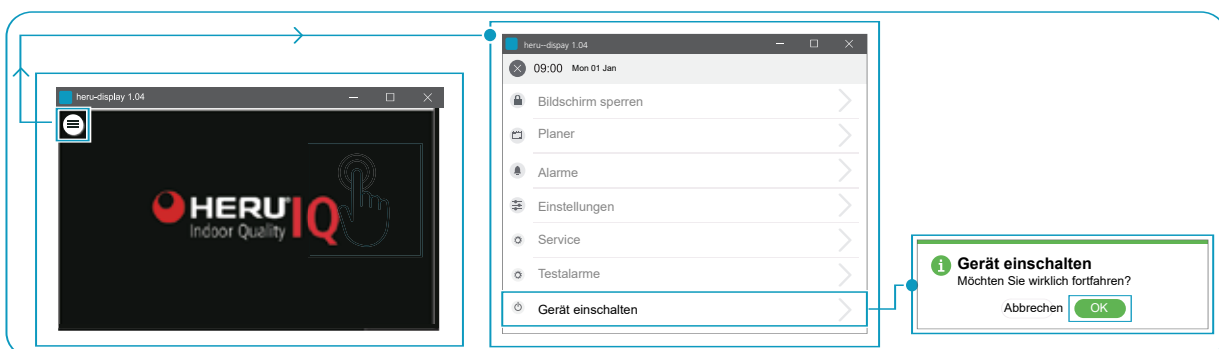 heru-display 1.04
HERU® IQ
Indoor Quality
heru--dispay 1.04
09:00 Mon 01 Jan
Bildschirm sperren
Planer
Alarme
Einstellungen
Service
Testalarme
Gerät einschalten
Gerät einschalten
Möchten Sie wirklich fortfahren?
Abbrechen OK